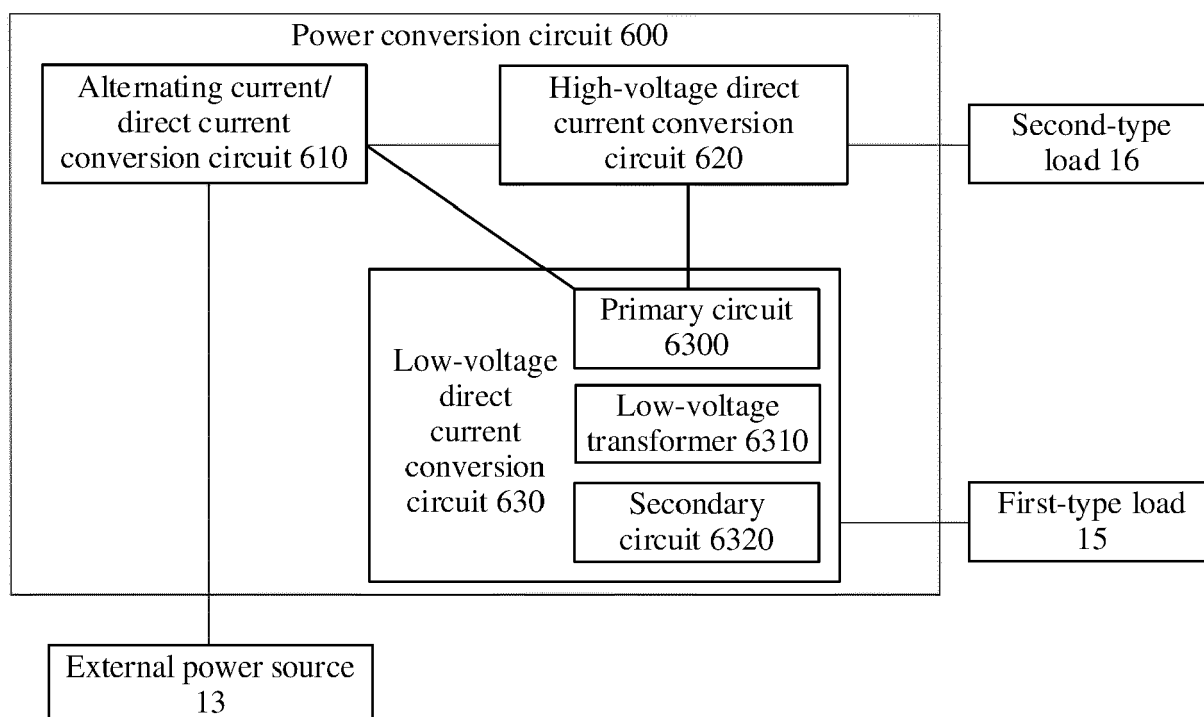 Power conversion circuit 600
Alternating current/
direct current
conversion circuit 610
High-voltage direct
current conversion
circuit 620
Second-type
load 16
Primary circuit
6300
Low-voltage
direct
current
conversion
circuit 630
Low-voltage
transformer 6310
Secondary
circuit 6320
First-type load
15
External power source
13